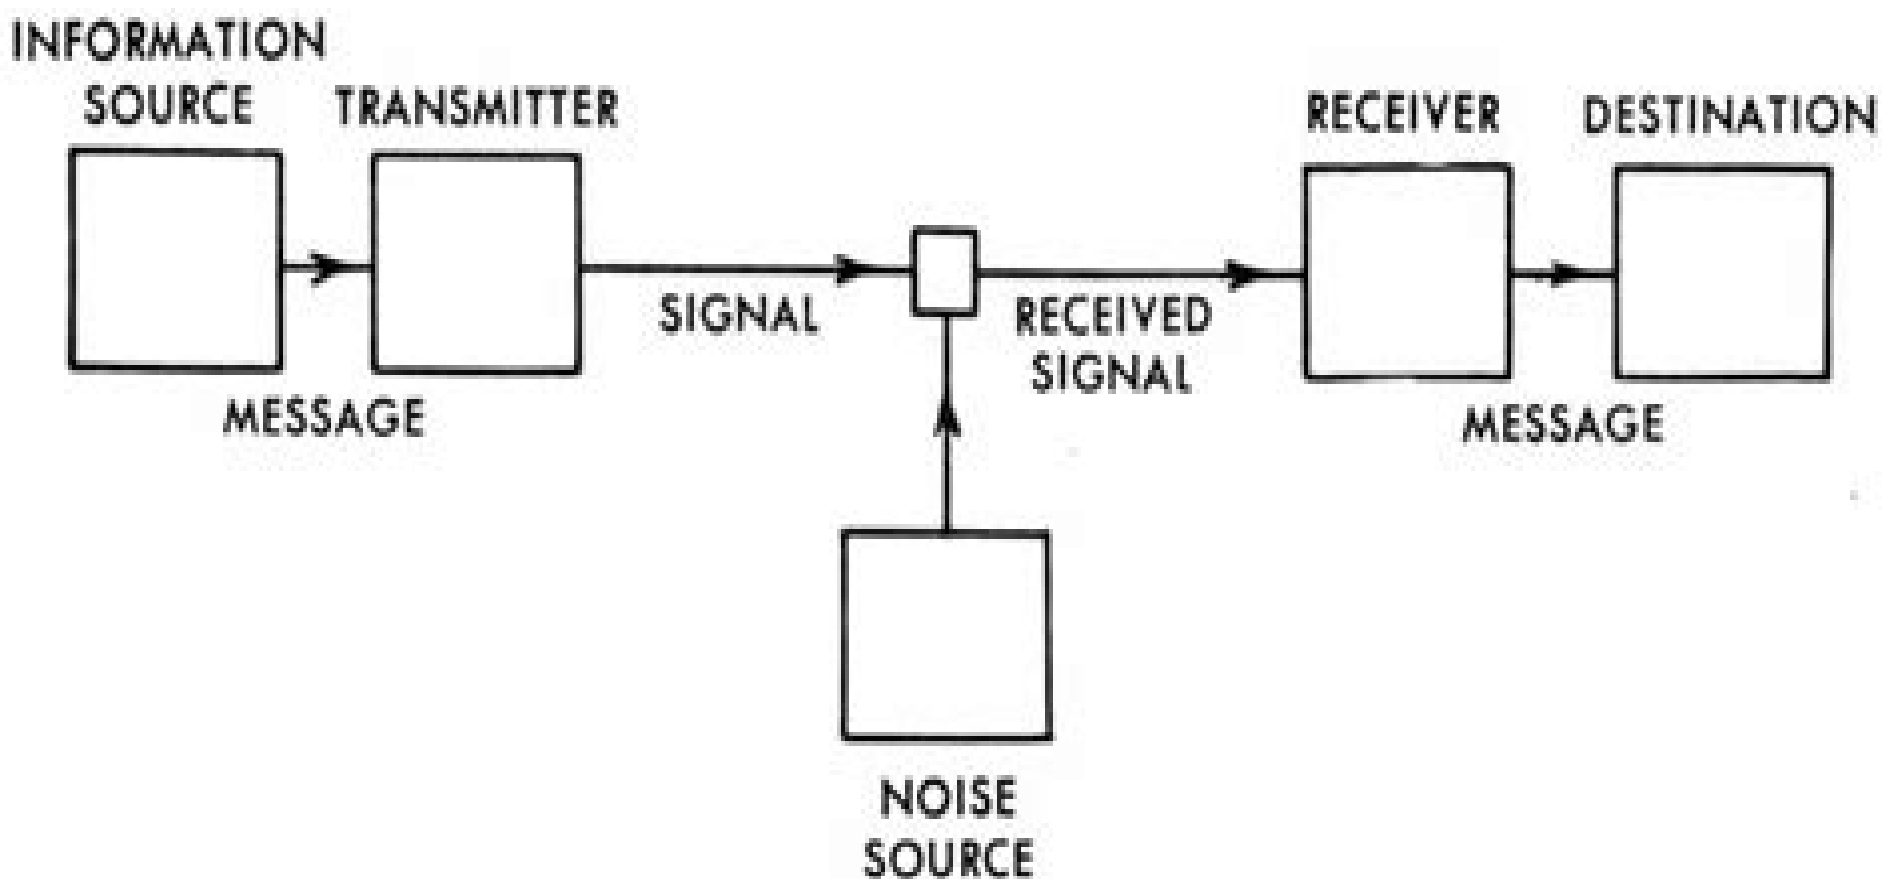 INFORMATION
SOURCE
TRANSMITTER
RECEIVER
DESTINATION
SIGNAL
RECEIVED
SIGNAL
MESSAGE
MESSAGE
NOISE
SOURCE